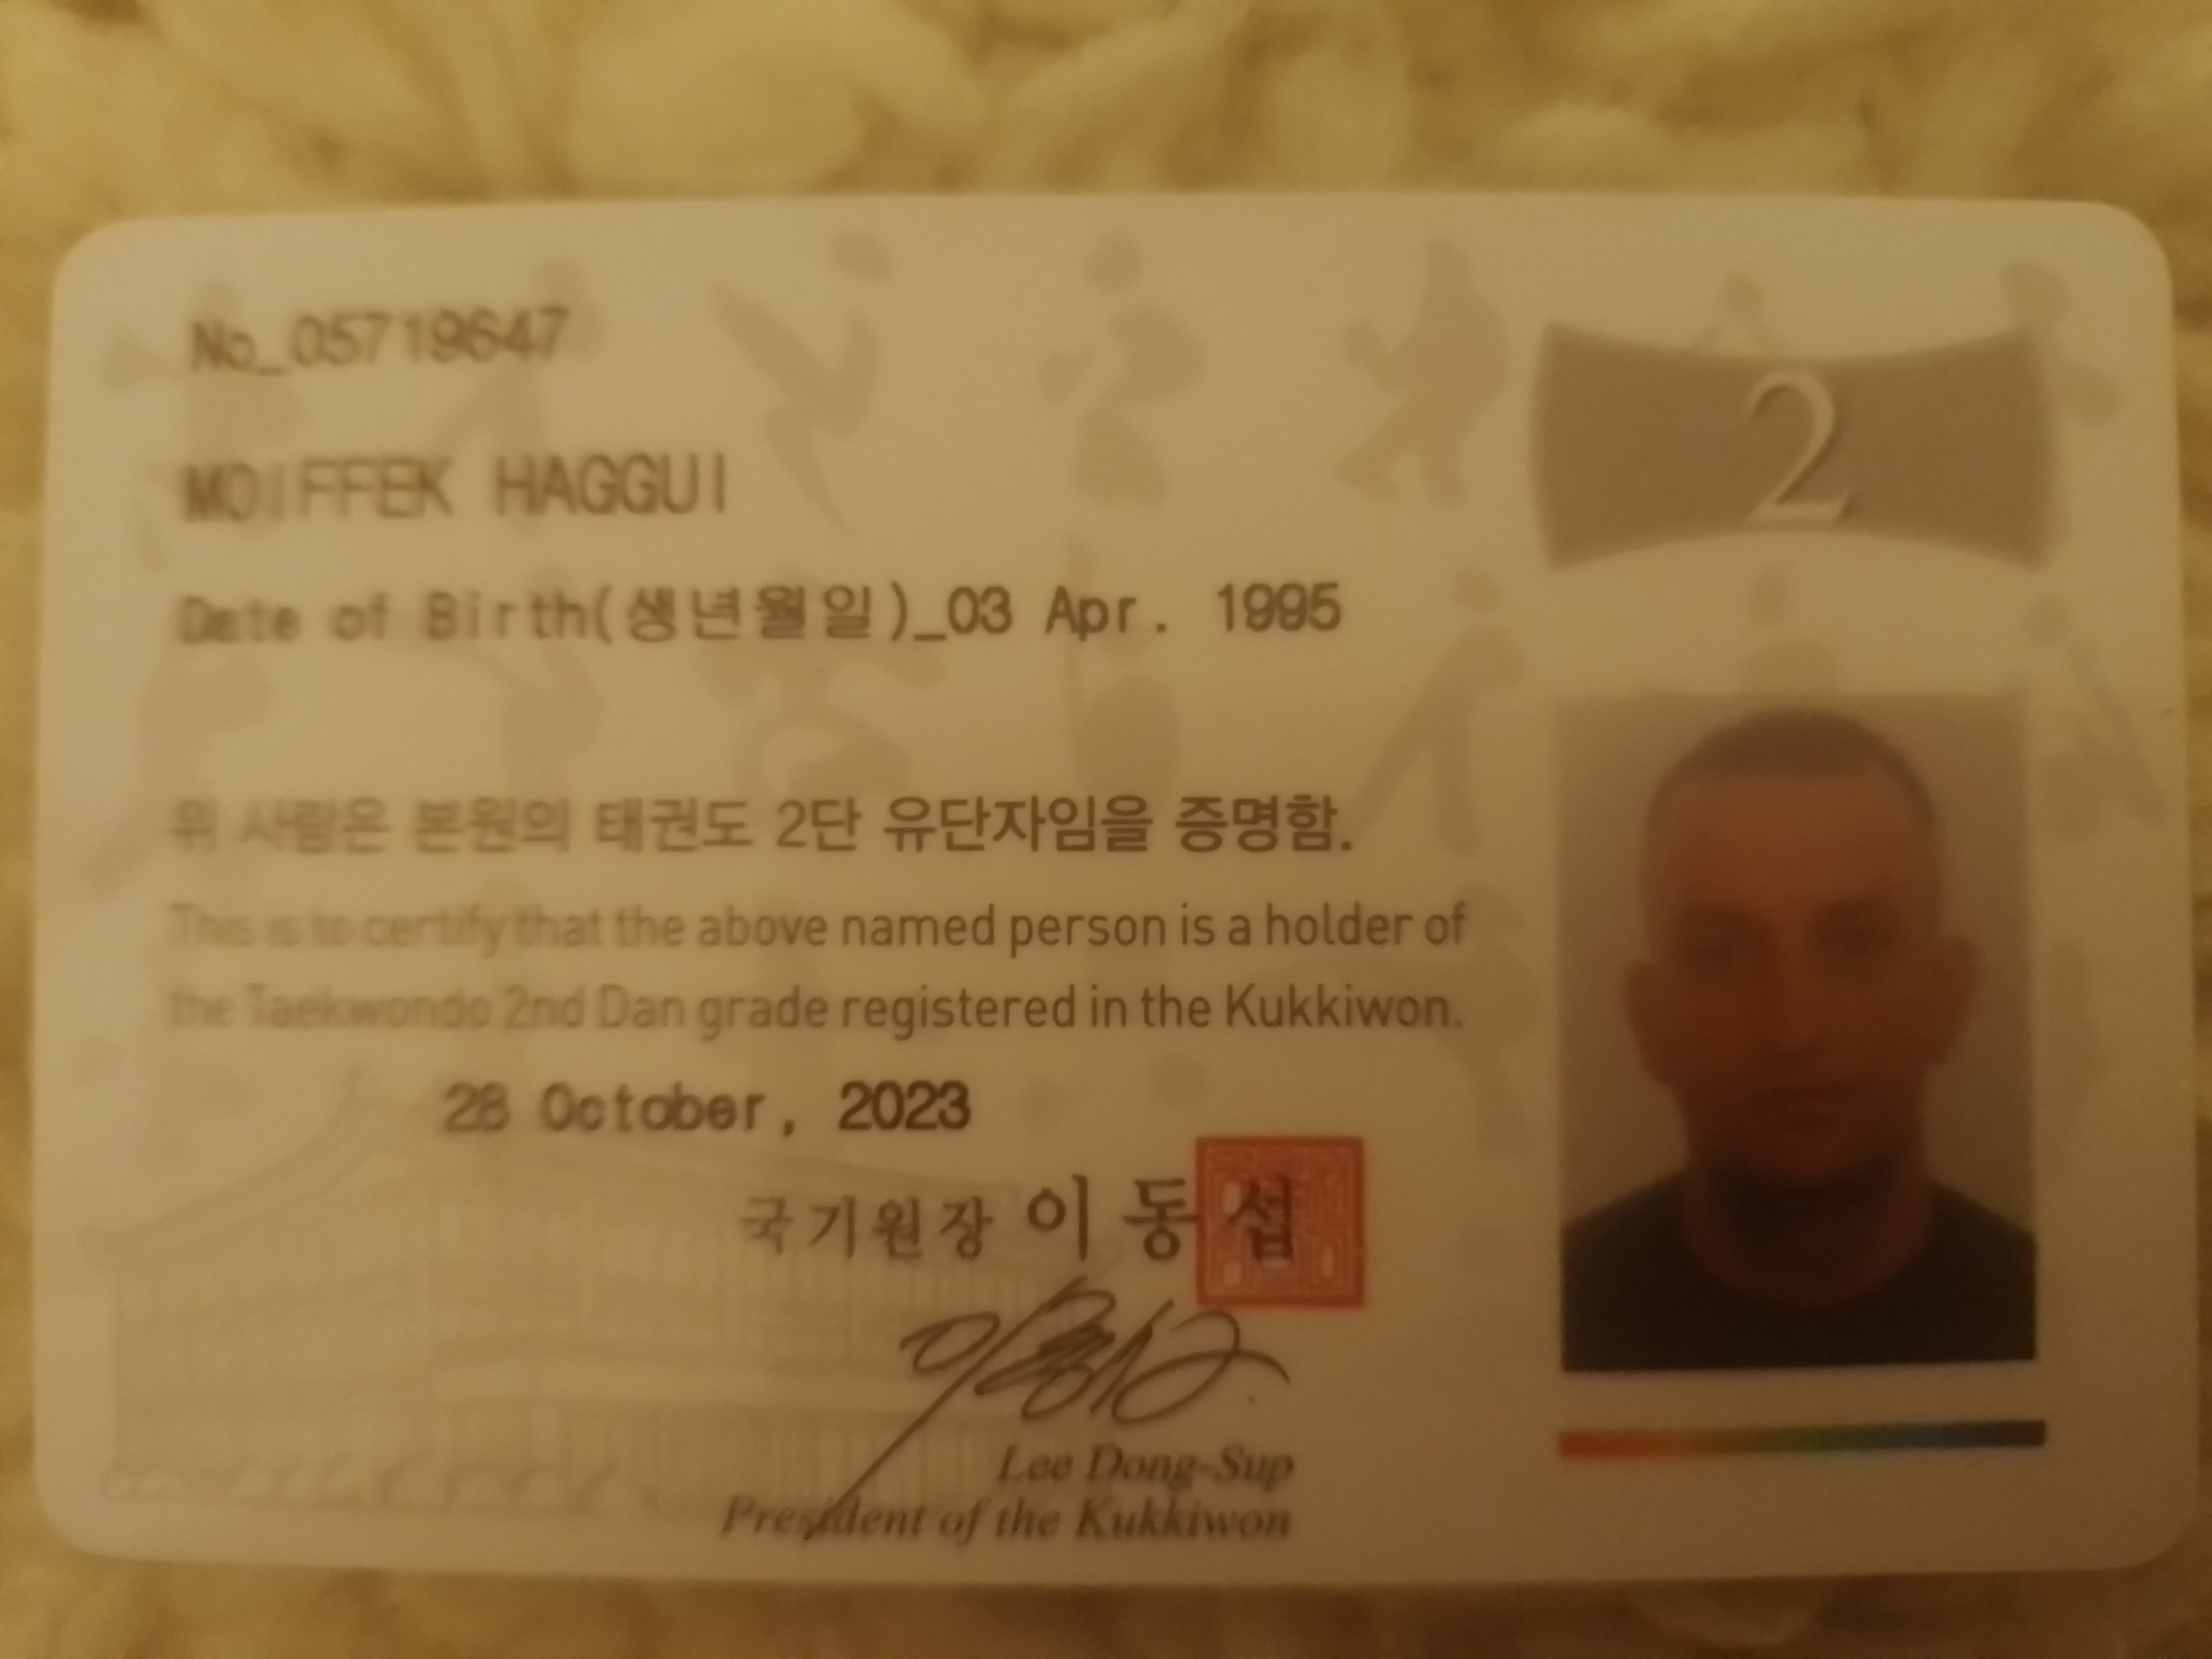 No_05719647
2
MOIFFEK HAGGUI
Date of Birth(생년월일)_03 Apr. 1995
위 사람은 본원의 태권도 2단 유단자임을 증명함.
This is to certify that the above named person is a holder of
the Taekwondo 2nd Dan grade registered in the Kukkiwon.
28 October, 2023
국기원장 이동섭
Lee Dong-Sup
President of the Kukkiwon